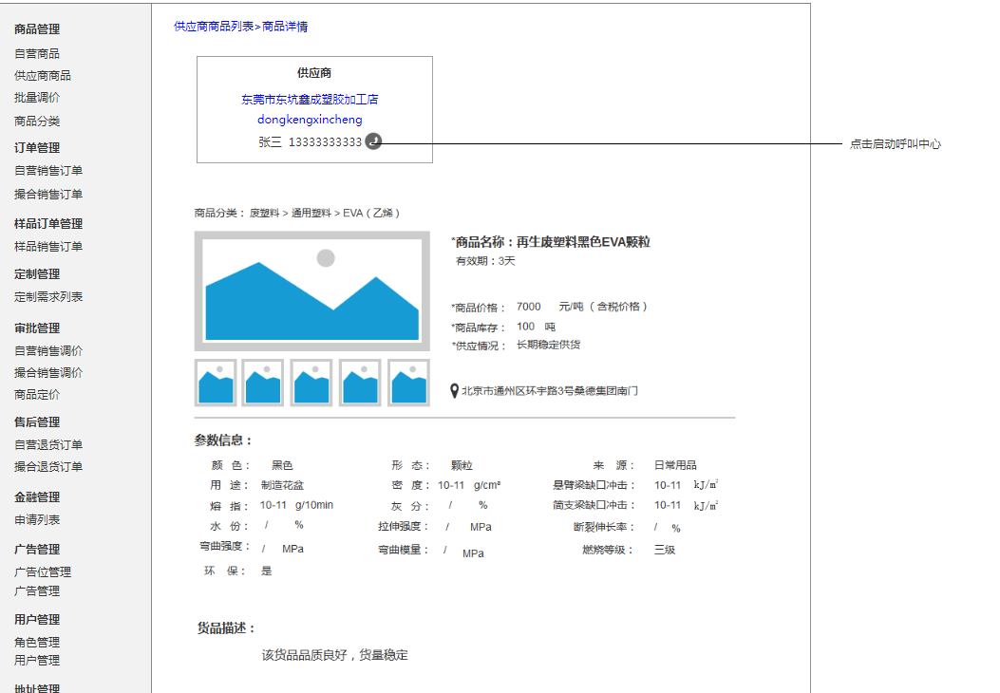 商品管理
自营商品
供应商商品
批量调价
商品分类
订单管理
自营销售订单
撮合销售订单
样品订单管理
样品销售订单
定制管理
定制需求列表
审批管理
自营销售调价
撮合销售调价
商品定价
售后管理
自营退货订单
撮合退货订单
金融管理
申请列表
广告管理
广告位管理
广告管理
用户管理
角色管理
用户管理
地址管理
供应商商品列表>商品详情
供应商
东莞市东坑鑫成塑胶加工店
dongkengxincheng
张三 13333333333
点击启动呼叫中心
商品分类： 废塑料 > 通用塑料 > EVA（乙烯）
*商品名称：再生废塑料黑色EVA颗粒
有效期：3天
*商品价格： 7000 元/吨（含税价格）
*商品库存： 100 吨
*供应情况： 长期稳定供货
北京市通州区环宇路3号桑德集团南门
参数信息：
颜 色： 黑色 形 态： 颗粒 来 源： 日常用品
用 途： 制造花盆 密 度： 10-11 g/cm³ 悬臂梁缺口冲击： 10-11 kJ/m²
熔 指： 10-11 g/10min 灰 分： / % 简支梁缺口冲击： 10-11 kJ/m²
水 份： / % 拉伸强度： / MPa 断裂伸长率： / %
弯曲强度： / MPa 弯曲模量： / MPa 燃烧等级： 三级
环 保： 是
货品描述：
该货品品质良好，货量稳定